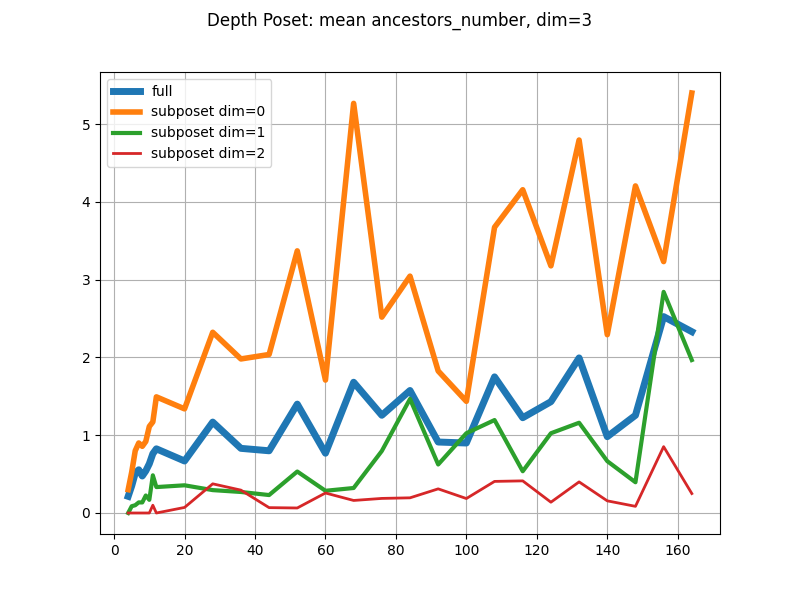 Depth Poset: mean ancestors_number, dim=3
full
subposet dim=0
subposet dim=1
subposet dim=2
5
4
3
2
1
0
0 20 40 60 80 100 120 140 160